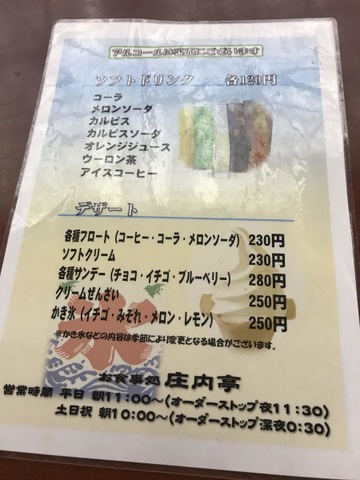 アルコールは裏面にございます
ソフトドリンク 各120円
コーラ
メロンソーダ
カルピス
カルピスソーダ
オレンジジュース
ウーロン茶
アイスコーヒー
デザート
各種フロート（コーヒー・コーラ・メロンソーダ） 230円
ソフトクリーム 230円
各種サンデー（チョコ・イチゴ・ブルーベリー） 280円
クリームぜんざい 250円
かき氷（イチゴ・みぞれ・メロン・レモン） 250円
※かき氷などの内容は季節により変更となる場合がございます。
お食事処 庄内亭
営業時間 平日 朝11:00〜(オーダーストップ夜11:30)
土日祝 朝10:00〜(オーダーストップ深夜0:30)